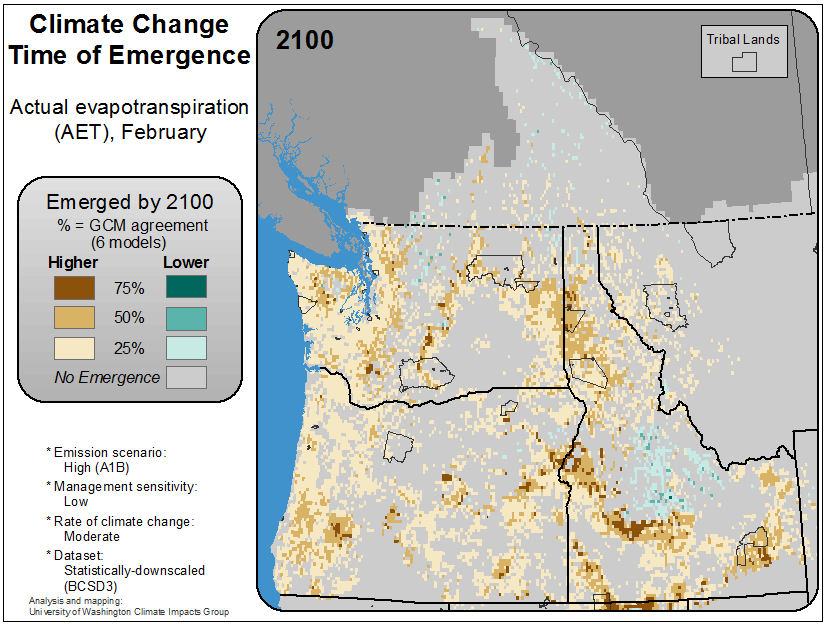 Climate Change
Time of Emergence
Actual evapotranspiration
(AET), February
Emerged by 2100
% = GCM agreement
(6 models)
Higher Lower
75%
50%
25%
No Emergence
* Emission scenario:
High (A1B)
* Management sensitivity:
Low
* Rate of climate change:
Moderate
* Dataset:
Statistically-downscaled
(BCSD3)
Analysis and mapping:
University of Washington Climate Impacts Group
2100
Tribal Lands